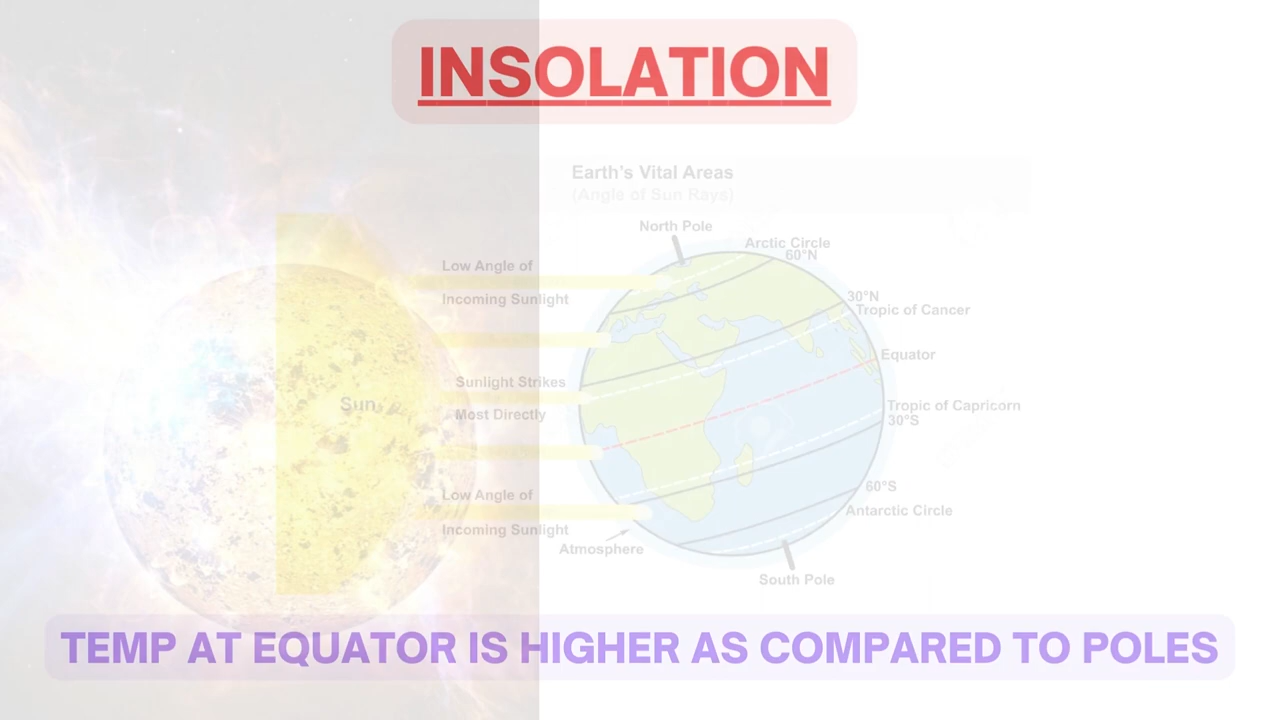 INSOLATION
Earth's Vital Areas
(Angle of Sun Rays)
North Pole
Arctic Circle
60°N
Low Angle of
Incoming Sunlight
30°N
Tropic of Cancer
Equator
Sunlight Strikes
Most Directly
Sun
Tropic of Capricorn
30°S
60°S
Low Angle of
Incoming Sunlight
Antarctic Circle
Atmosphere
South Pole
TEMP AT EQUATOR IS HIGHER AS COMPARED TO POLES